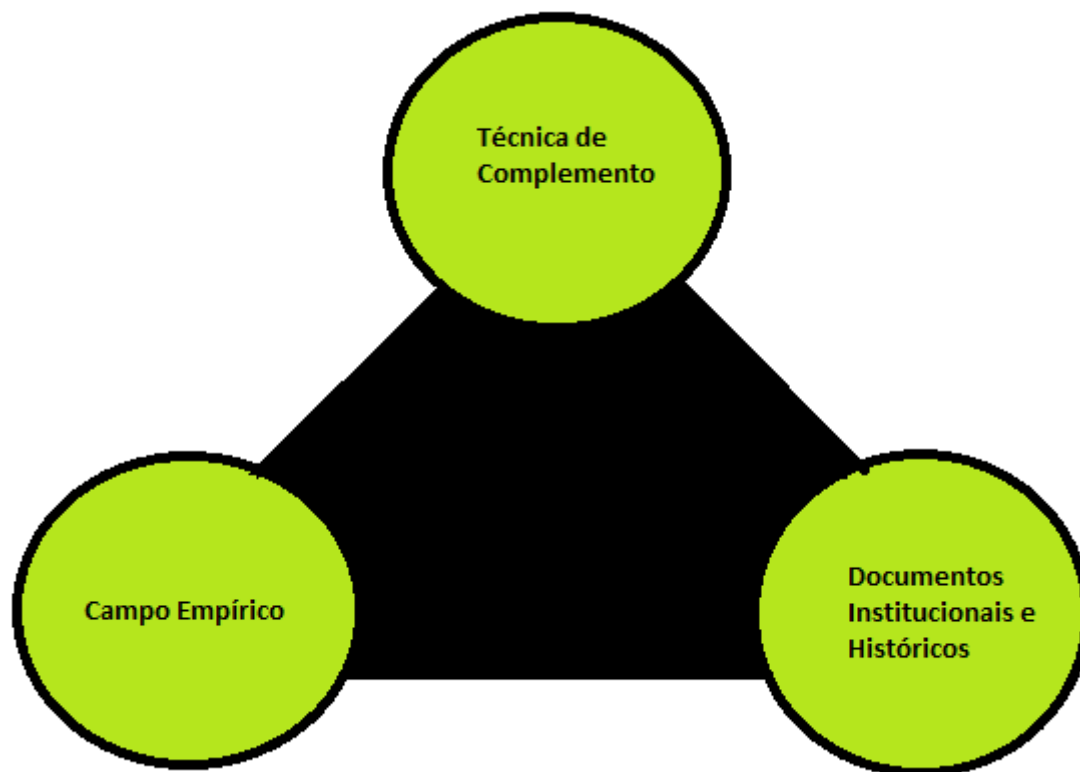 Técnica de
Complemento
Campo Empírico
Documentos
Institucionais e
Históricos